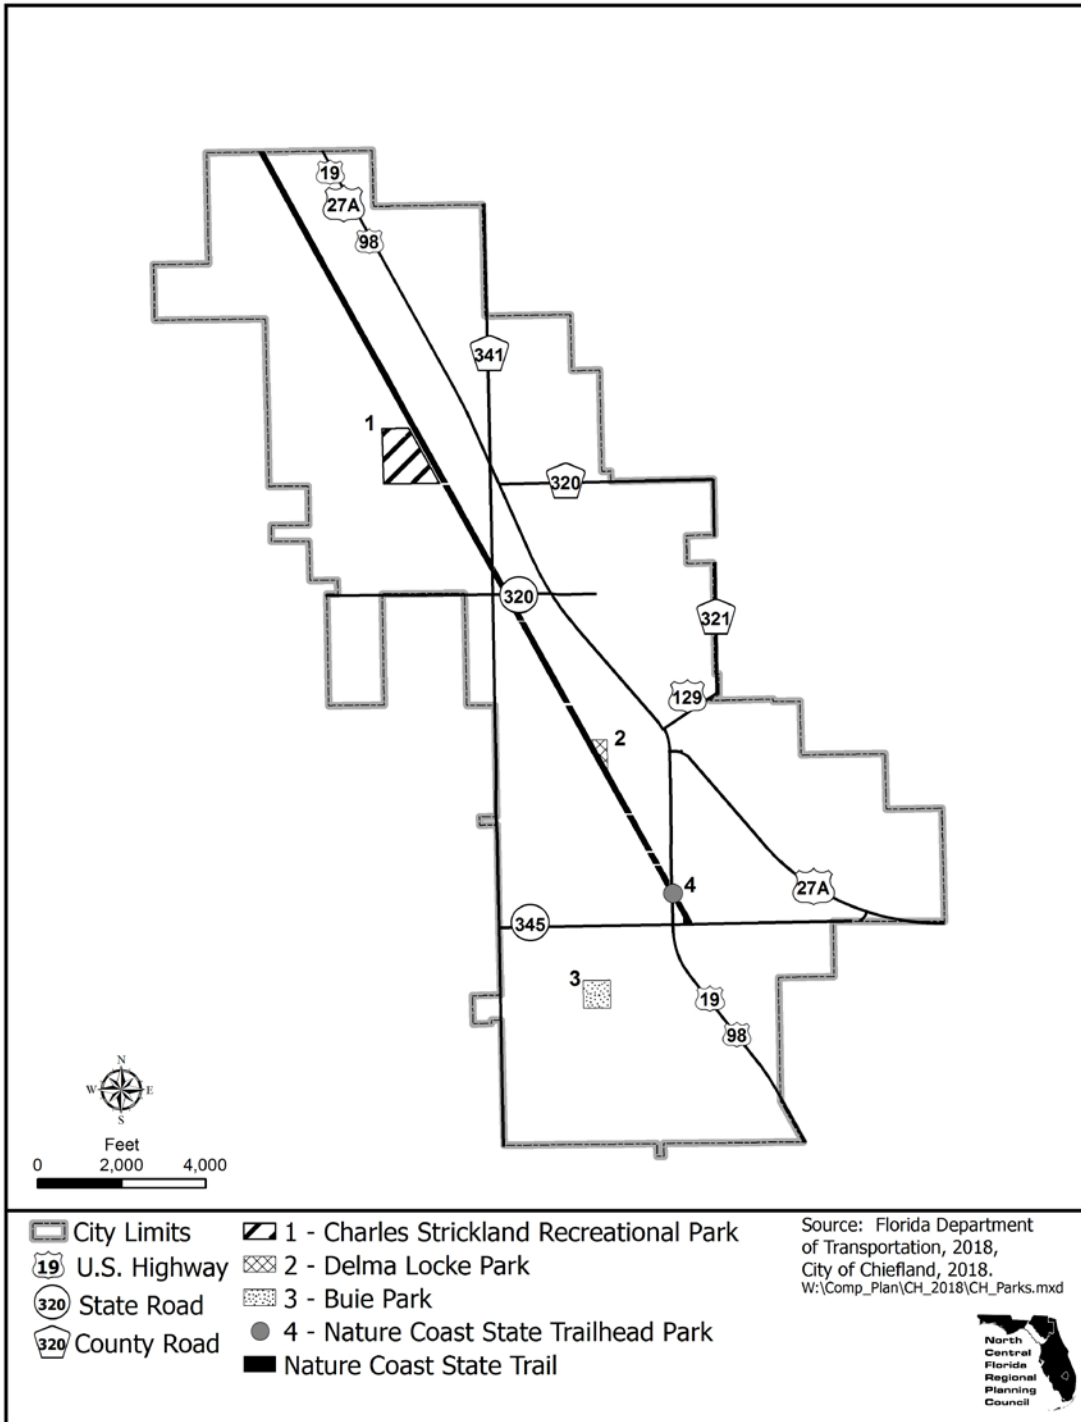 19
27A
98
341
1
320
320
321
129
2
27A
4
345
3
19
98
N
W E
S
Feet
0 2,000 4,000
City Limits
19 U.S. Highway
320 State Road
320 County Road
1 - Charles Strickland Recreational Park
2 - Delma Locke Park
3 - Buie Park
4 - Nature Coast State Trailhead Park
Nature Coast State Trail
Source: Florida Department
of Transportation, 2018,
City of Chiefland, 2018.
W:\Comp_Plan\CH_2018\CH_Parks.mxd
North
Central
Florida
Regional
Planning
Council